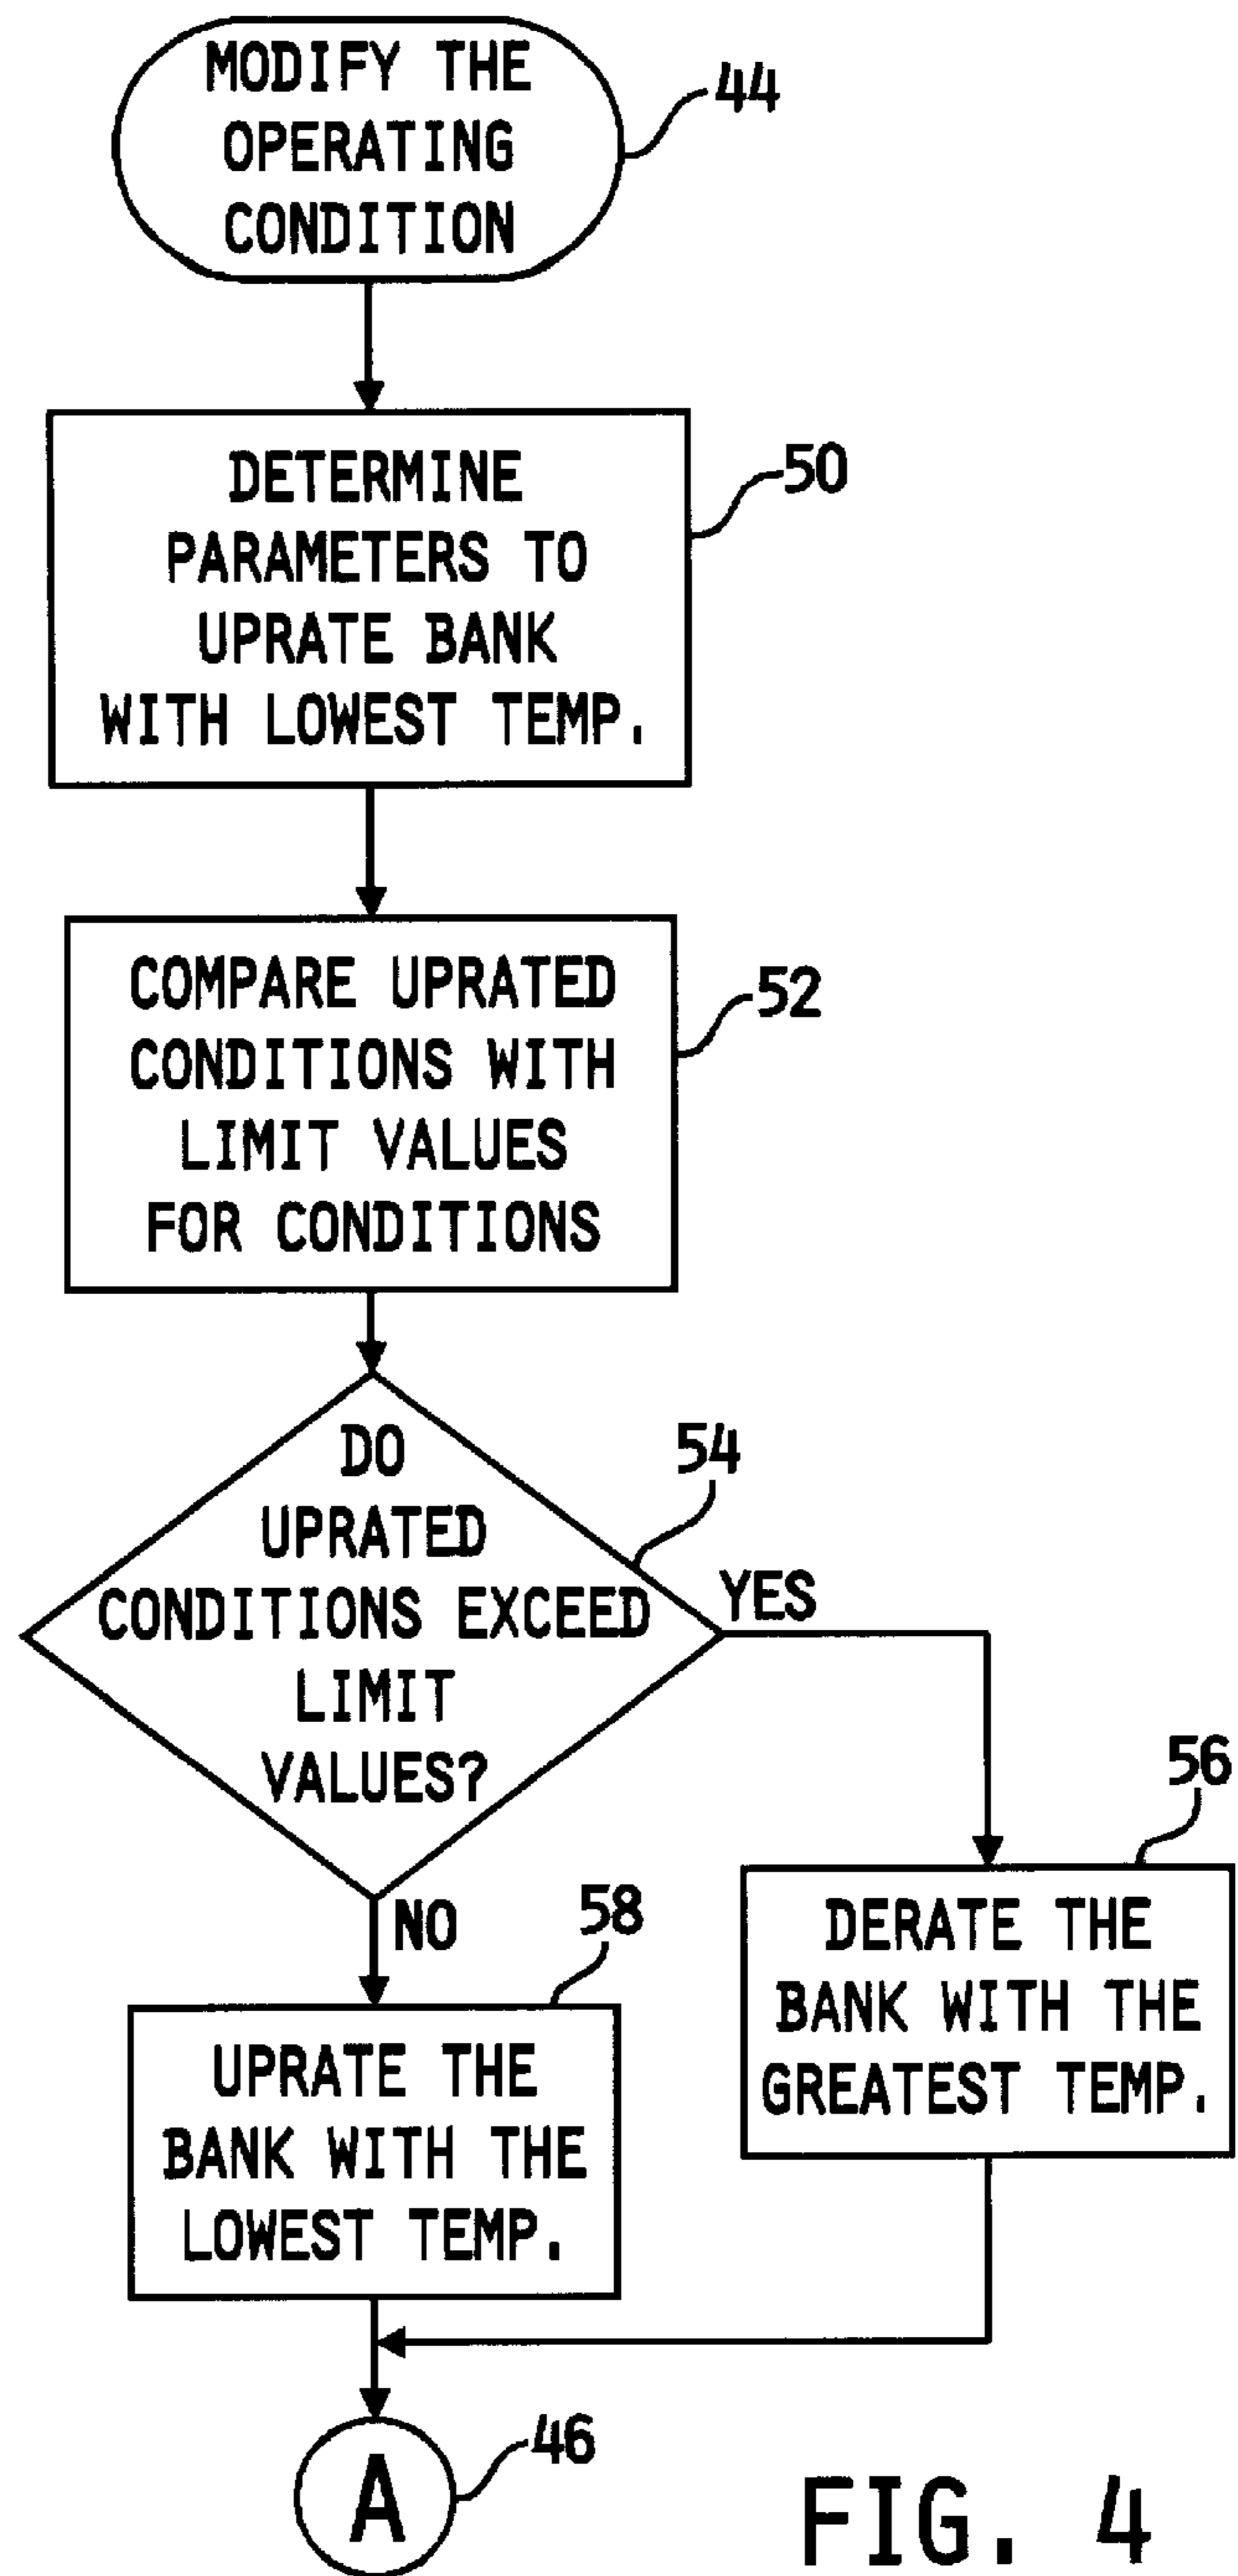 MODIFY THE
OPERATING
CONDITION
44
DETERMINE
PARAMETERS TO
UPRATE BANK
WITH LOWEST TEMP.
50
COMPARE UPRATED
CONDITIONS WITH
LIMIT VALUES
FOR CONDITIONS
52
DO
UPRATED
CONDITIONS EXCEED
LIMIT
VALUES?
54
YES
NO
56
DERATE THE
BANK WITH THE
GREATEST TEMP.
58
UPRATE THE
BANK WITH THE
LOWEST TEMP.
A
46
FIG. 4